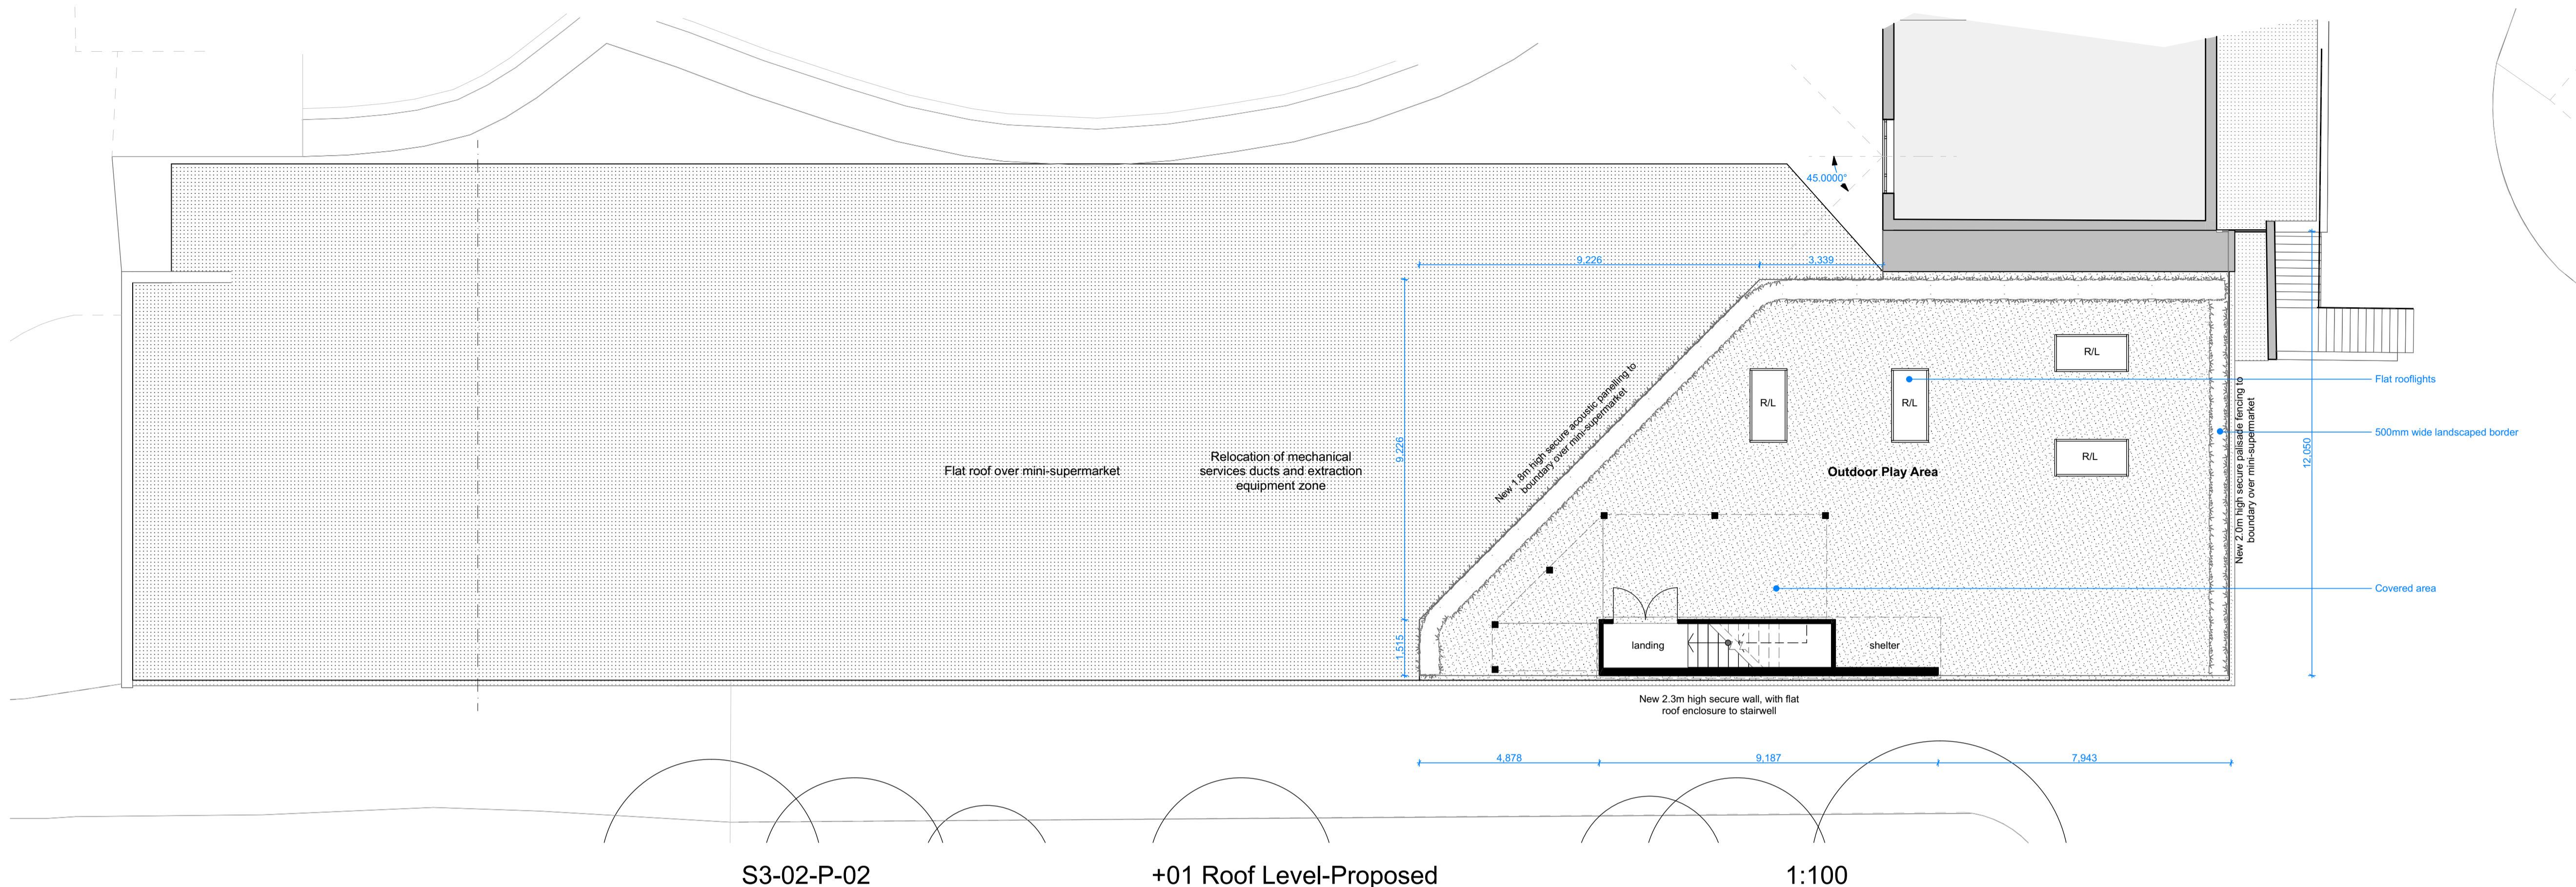 45.0000°
9,226
3,339
R/L
Flat rooflights
R/L
R/L
New 1.8m high secure acoustic panelling to
boundary over mini-supermarket
New 2.0m high secure palisade fencing to
boundary over mini-supermarket
500mm wide landscaped border
9,226
12,050
Flat roof over mini-supermarket
Relocation of mechanical
services ducts and extraction
equipment zone
Outdoor Play Area
R/L
Covered area
1,515
landing
shelter
New 2.3m high secure wall, with flat
roof enclosure to stairwell
4,878
9,187
7,943
S3-02-P-02
+01 Roof Level-Proposed
1:100